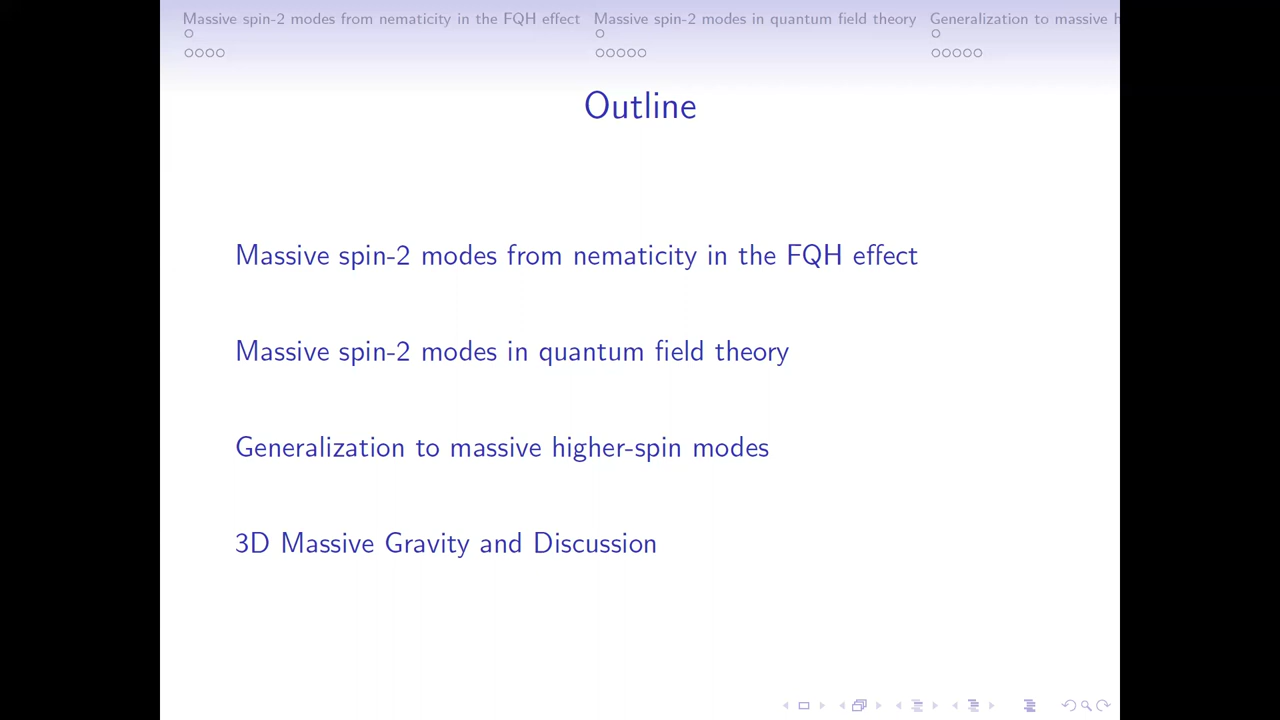 Massive spin-2 modes from nematicity in the FQH effect Massive spin-2 modes in quantum field theory Generalization to massive h
Outline
Massive spin-2 modes from nematicity in the FQH effect
Massive spin-2 modes in quantum field theory
Generalization to massive higher-spin modes
3D Massive Gravity and Discussion